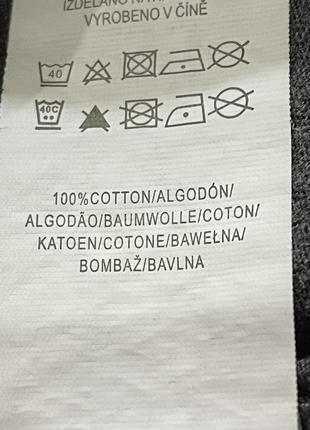 VYROBENO V ČÍNĚ
40
40C
100%COTTON/ALGODÓN/
ALGODÃO/BAUMWOLLE/COTON/
KATOEN/COTONE/BAWEŁNA/
BOMBAŽ/BAVLNA